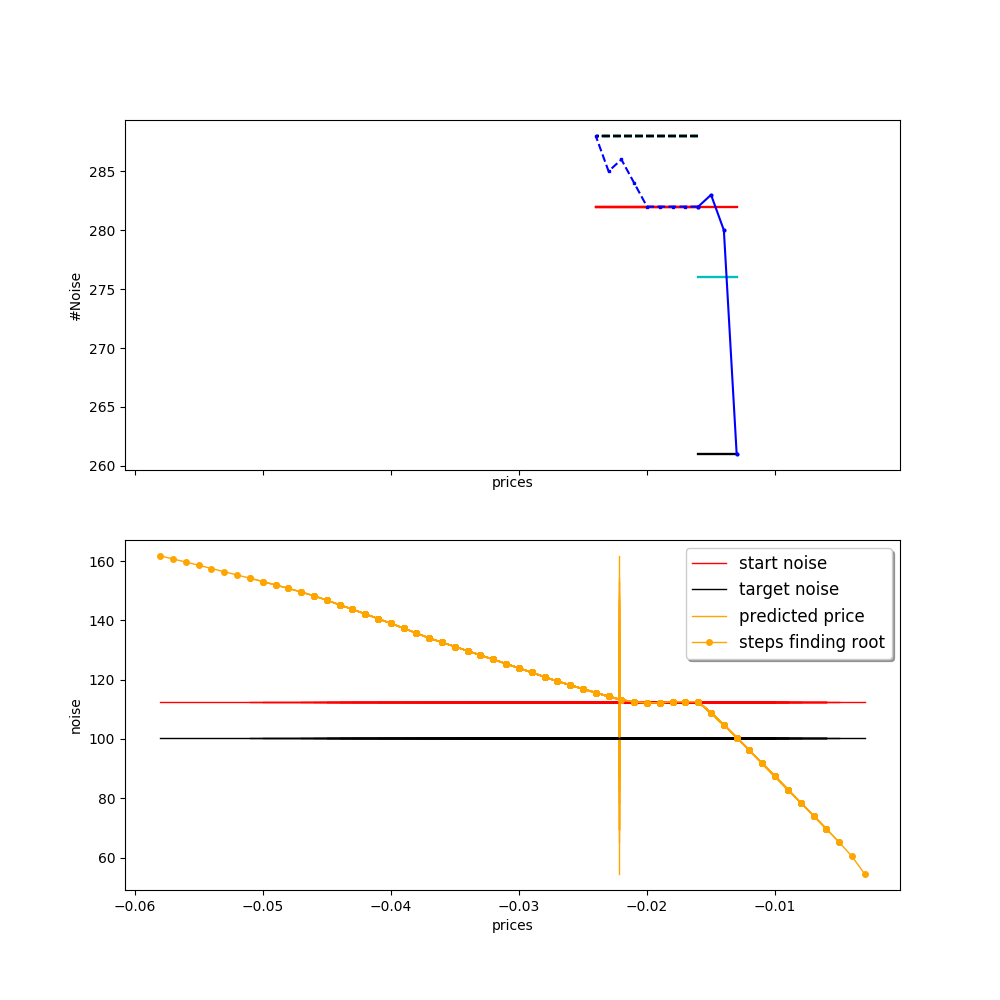 285
280
275
270
265
260
#Noise
prices
160
140
120
100
80
60
noise
start noise
target noise
predicted price
steps finding root
−0.06 −0.05 −0.04 −0.03 −0.02 −0.01
prices